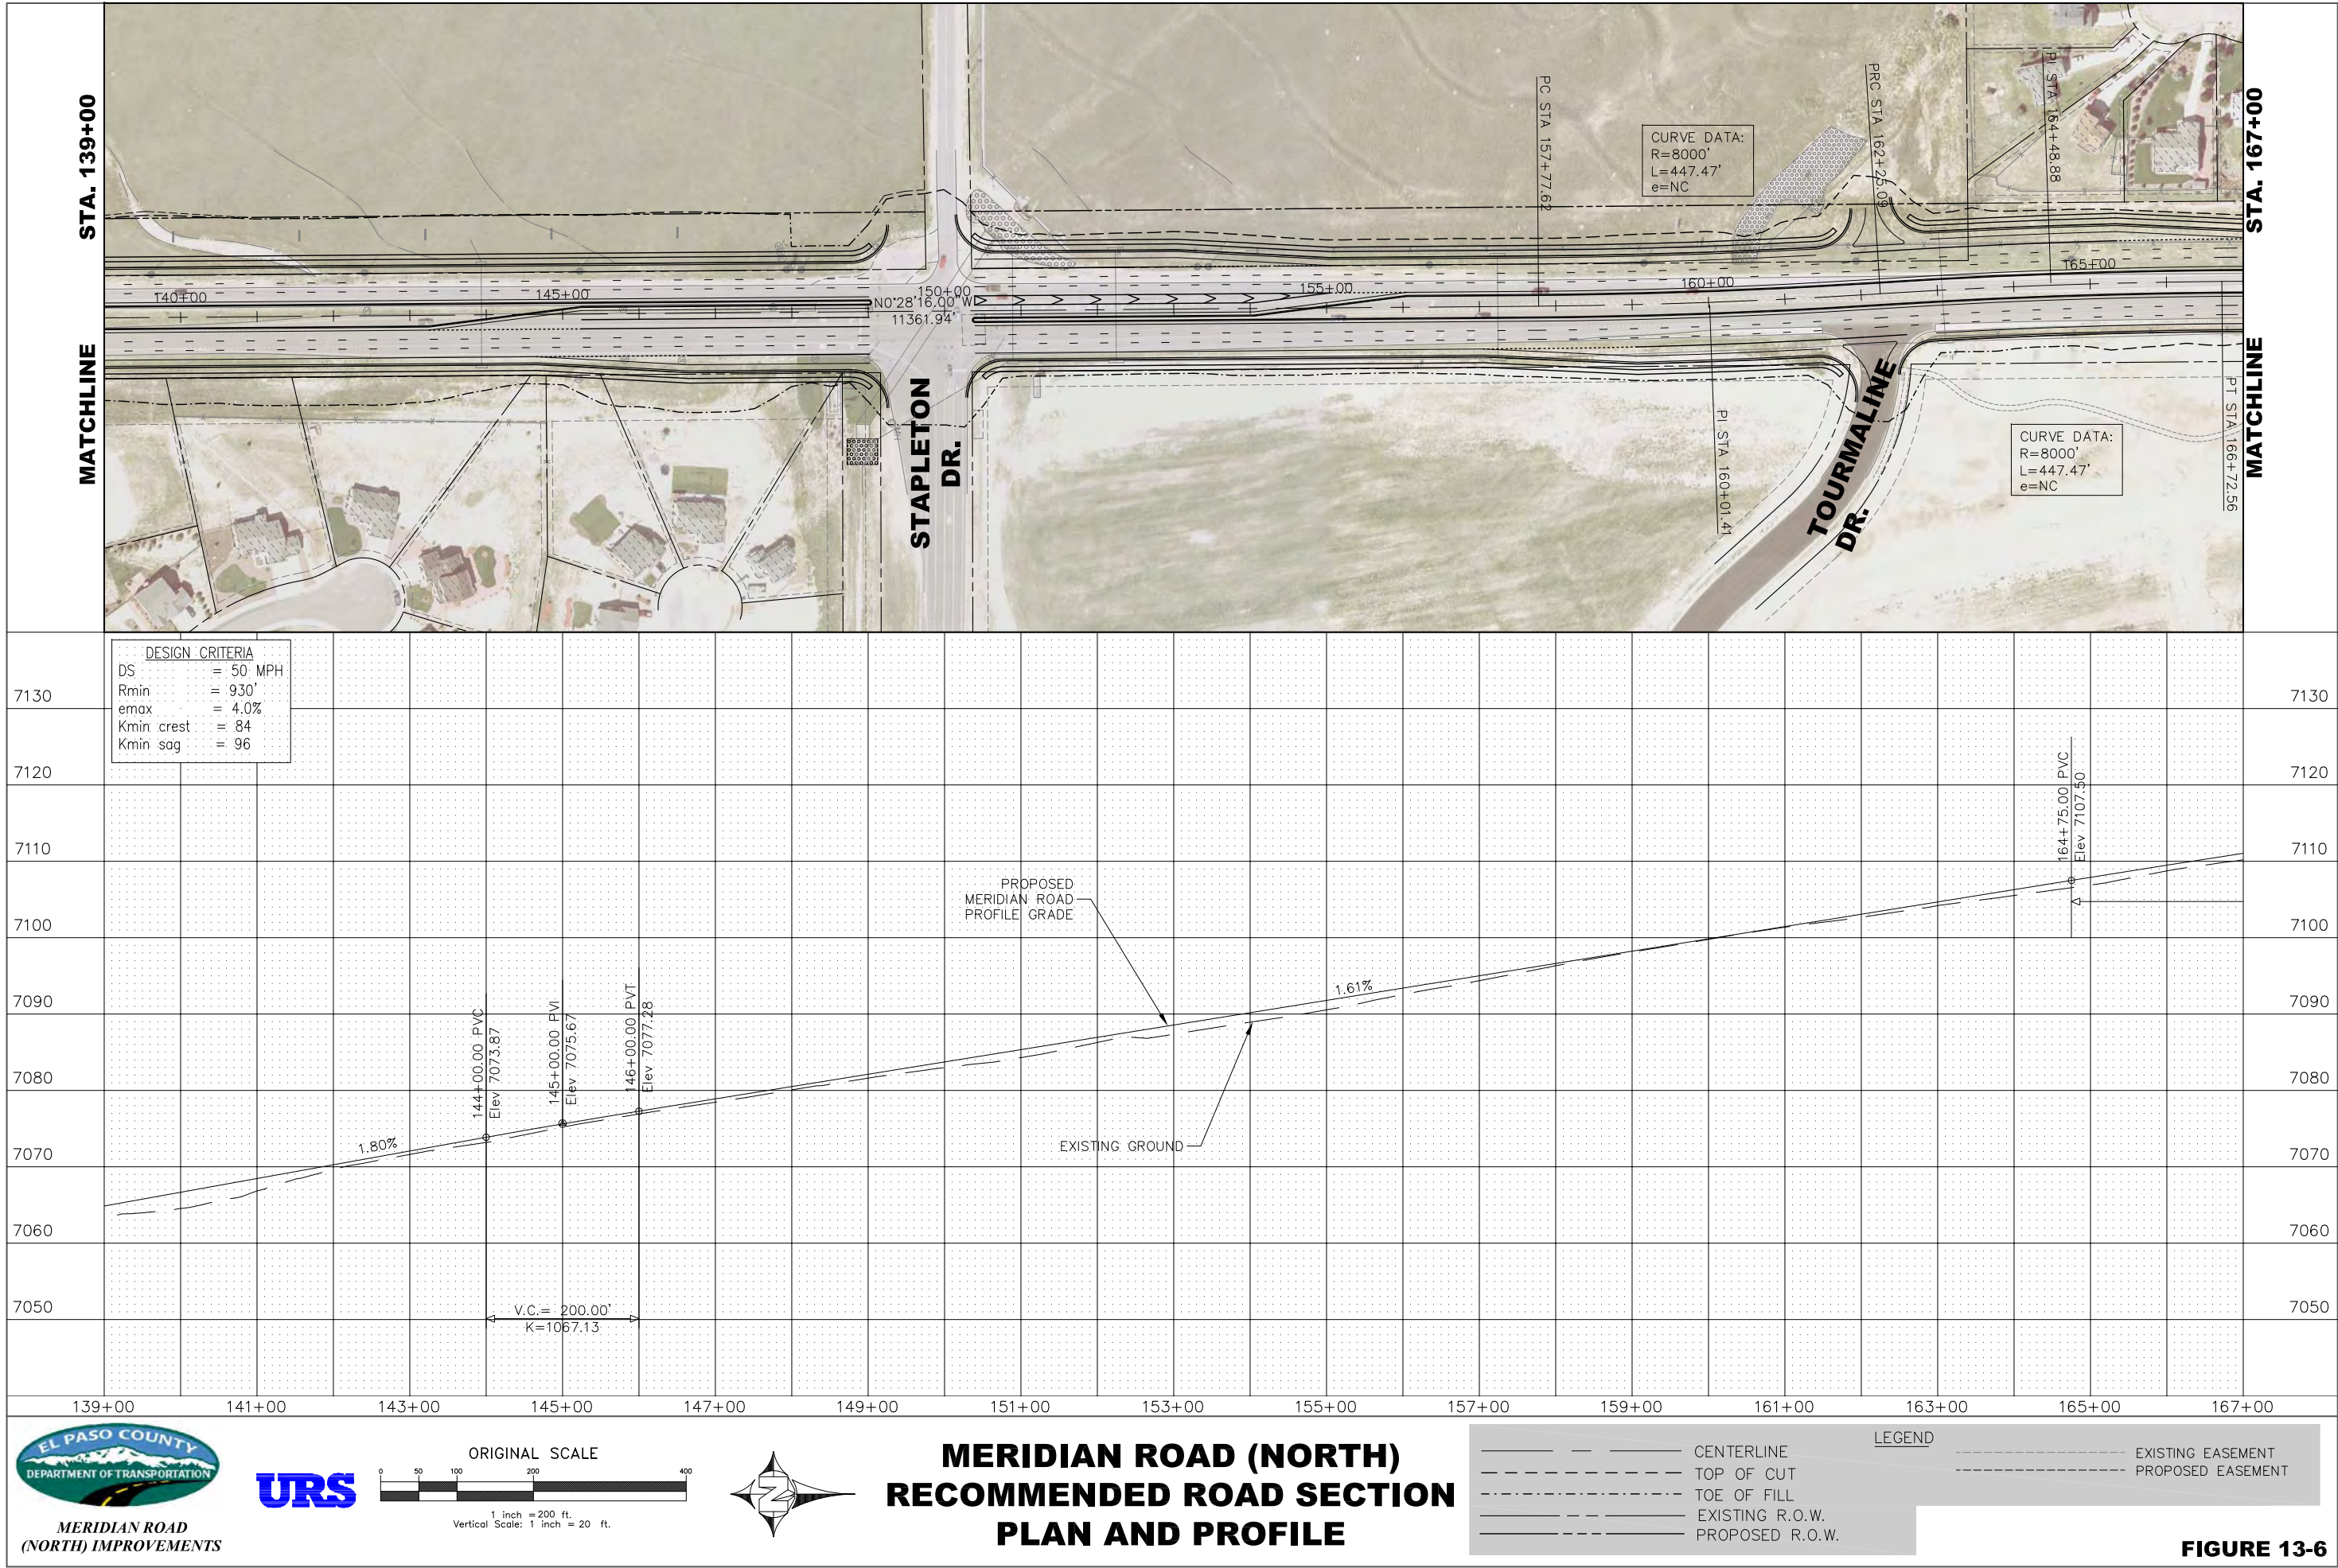 STA. 139+00
MATCHLINE
STA. 167+00
MATCHLINE
140+00
145+00
150+00
155+00
160+00
165+00
N0°28'16.00"W
11361.94'
STAPLETON
DR.
TOURMALINE
DR.
PC STA 157+77.62
PI STA 160+01.41
PRC STA 162+25.09
PI STA 164+48.88
PT STA 166+72.56
CURVE DATA:
R=8000'
L=447.47'
e=NC
CURVE DATA:
R=8000'
L=447.47'
e=NC
DESIGN CRITERIA
DS = 50 MPH
Rmin = 930'
emax = 4.0%
Kmin crest = 84
Kmin sag = 96
7130
7120
7110
7100
7090
7080
7070
7060
7050
7130
7120
7110
7100
7090
7080
7070
7060
7050
1.80%
144+00.00 PVC
Elev 7073.87
145+00.00 PVI
Elev 7075.67
146+00.00 PVT
Elev 7077.28
V.C.= 200.00'
K=1067.13
PROPOSED
MERIDIAN ROAD
PROFILE GRADE
EXISTING GROUND
1.61%
164+75.00 PVC
Elev 7107.50
139+00 141+00 143+00 145+00 147+00 149+00 151+00 153+00 155+00 157+00 159+00 161+00 163+00 165+00 167+00
EL PASO COUNTY
DEPARTMENT OF TRANSPORTATION
MERIDIAN ROAD
(NORTH) IMPROVEMENTS
URS
ORIGINAL SCALE
0 50 100 200 400
1 inch = 200 ft.
Vertical Scale: 1 inch = 20 ft.
N
MERIDIAN ROAD (NORTH)
RECOMMENDED ROAD SECTION
PLAN AND PROFILE
LEGEND
CENTERLINE
TOP OF CUT
TOE OF FILL
EXISTING R.O.W.
PROPOSED R.O.W.
EXISTING EASEMENT
PROPOSED EASEMENT
FIGURE 13-6